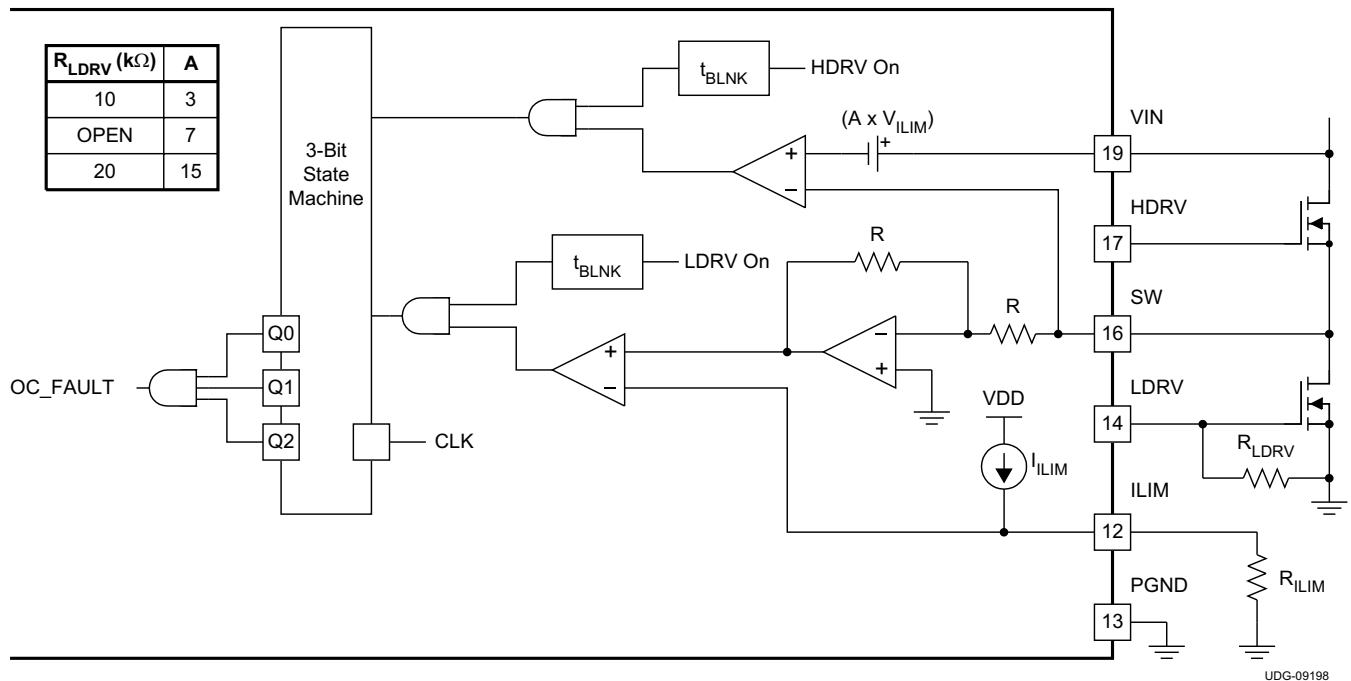 R_LDRV (kΩ) A
10 3
OPEN 7
20 15
3-Bit
State
Machine
t_BLNK
HDRV On
(A x V_ILIM)
+
+
−
VIN
19
HDRV
17
t_BLNK
LDRV On
R
R
SW
16
+
−
−
+
Q0
Q1
Q2
OC_FAULT
CLK
VDD
I_ILIM
LDRV
14
R_LDRV
ILIM
12
R_ILIM
PGND
13
UDG-09198